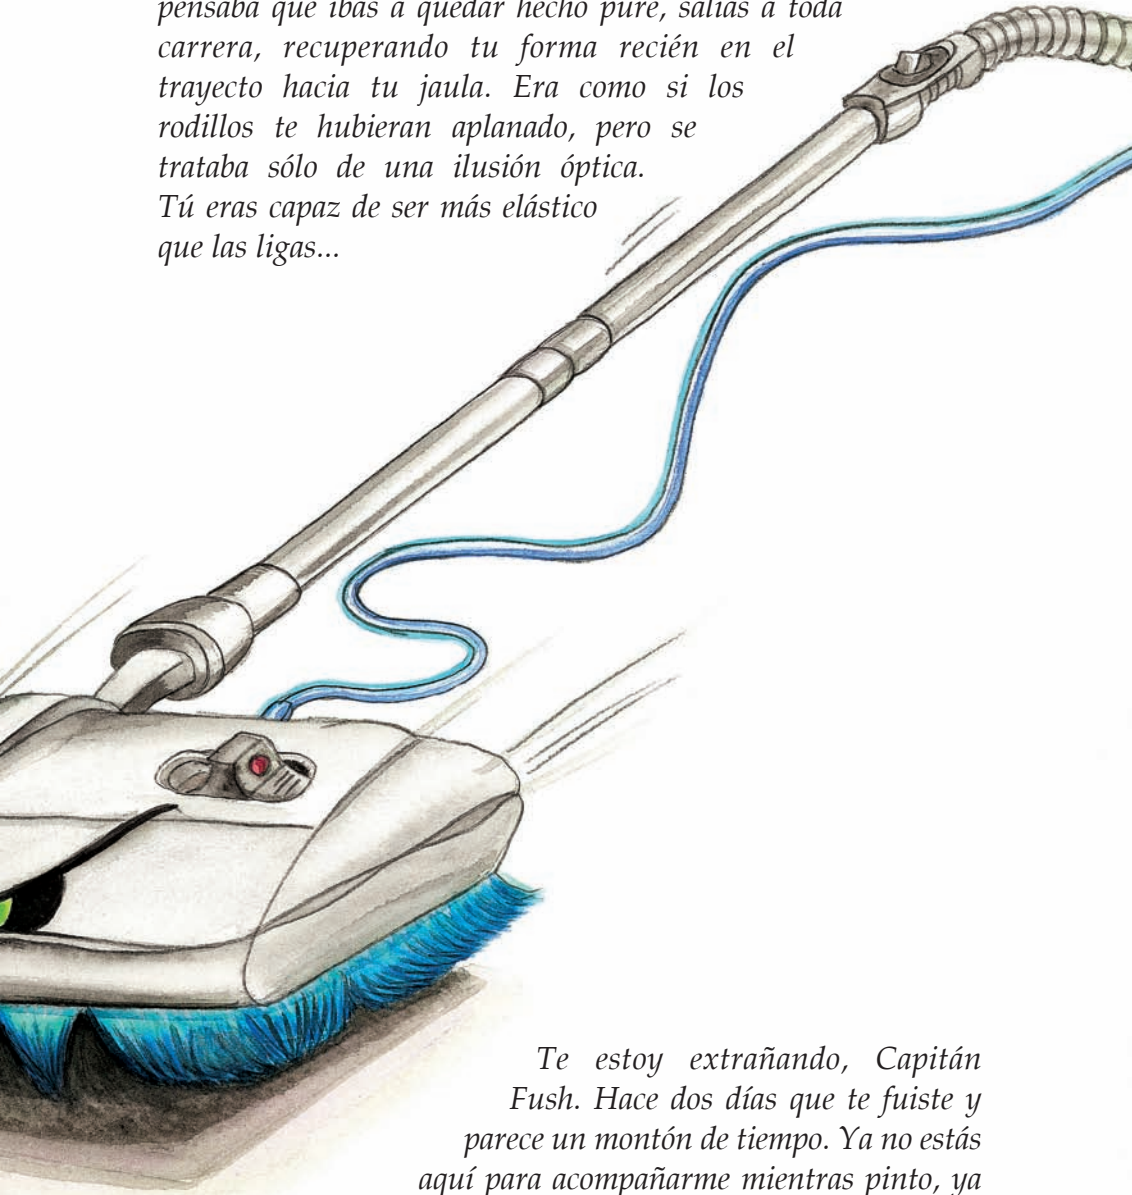 pensaba que ibas a quedar hecho puré, salías a toda
carrera, recuperando tu forma recién en el
trayecto hacia tu jaula. Era como si los
rodillos te hubieran aplanado, pero se
trataba sólo de una ilusión óptica.
Tú eras capaz de ser más elástico
que las ligas...
Te estoy extrañando, Capitán
Fush. Hace dos días que te fuiste y
parece un montón de tiempo. Ya no estás
aquí para acompañarme mientras pinto, ya